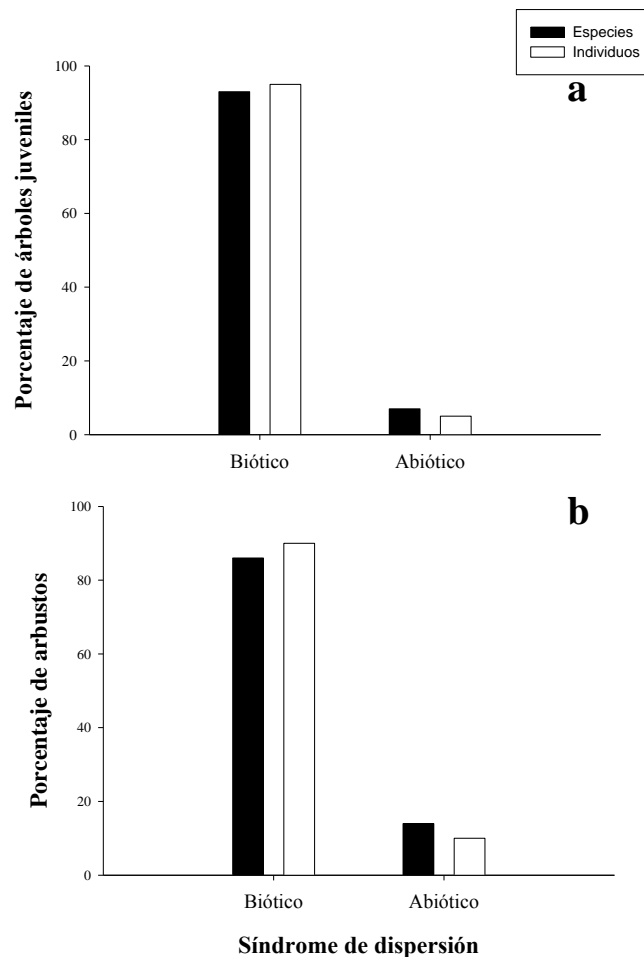 Especies
Individuos
a
Porcentaje de árboles juveniles
100
80
60
40
20
0
Biótico
Abiótico
b
Porcentaje de arbustos
100
80
60
40
20
0
Biótico
Abiótico
Síndrome de dispersión